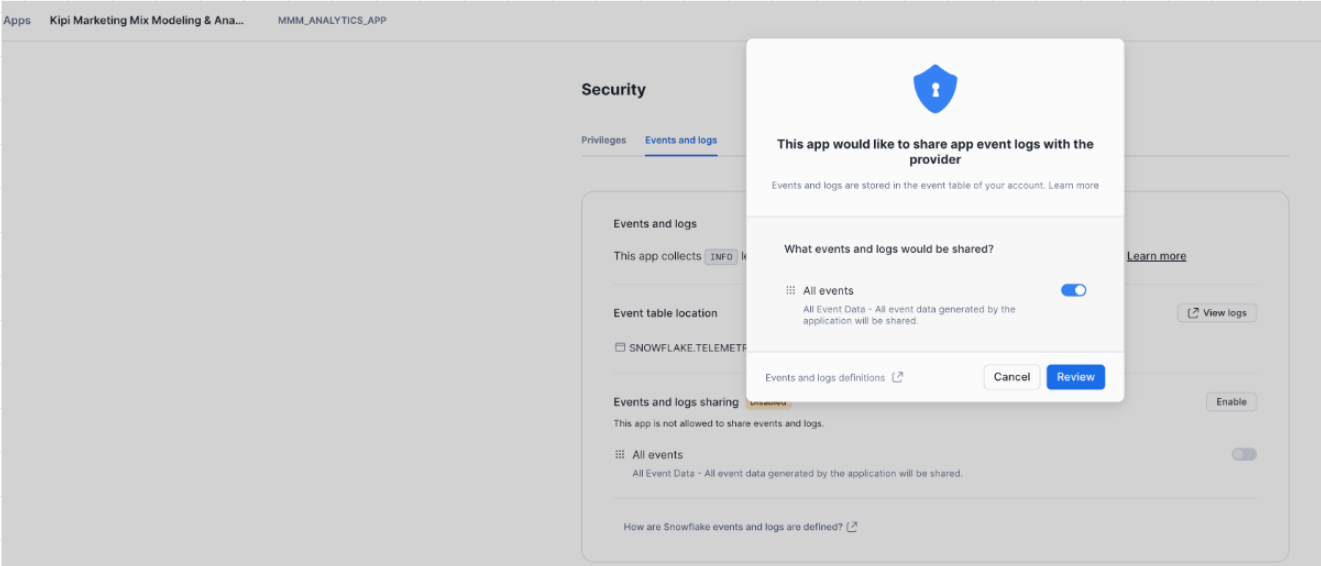 Apps Kipi Marketing Mix Modeling & Ana... MMM_ANALYTICS_APP
Security
Privileges Events and logs
Events and logs
This app collects INFO le
Learn more
Event table location
View logs
SNOWFLAKE.TELEMETR
Events and logs sharing Disabled
Enable
This app is not allowed to share events and logs.
All events
All Event Data - All event data generated by the application will be shared.
How are Snowflake events and logs are defined?
This app would like to share app event logs with the
provider
Events and logs are stored in the event table of your account. Learn more
What events and logs would be shared?
All events
All Event Data - All event data generated by the
application will be shared.
Events and logs definitions
Cancel
Review